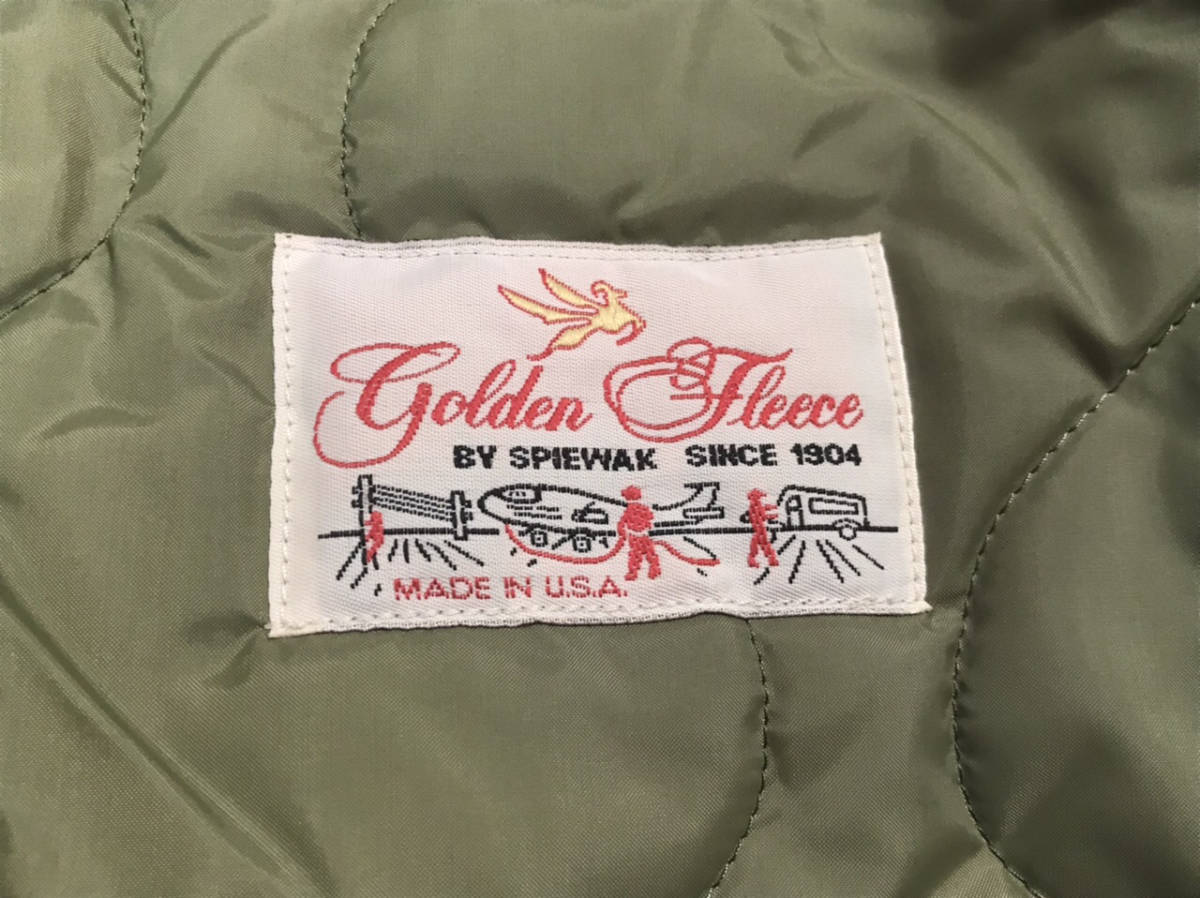 Golden Fleece
BY SPIEWAK SINCE 1904
MADE IN U.S.A.